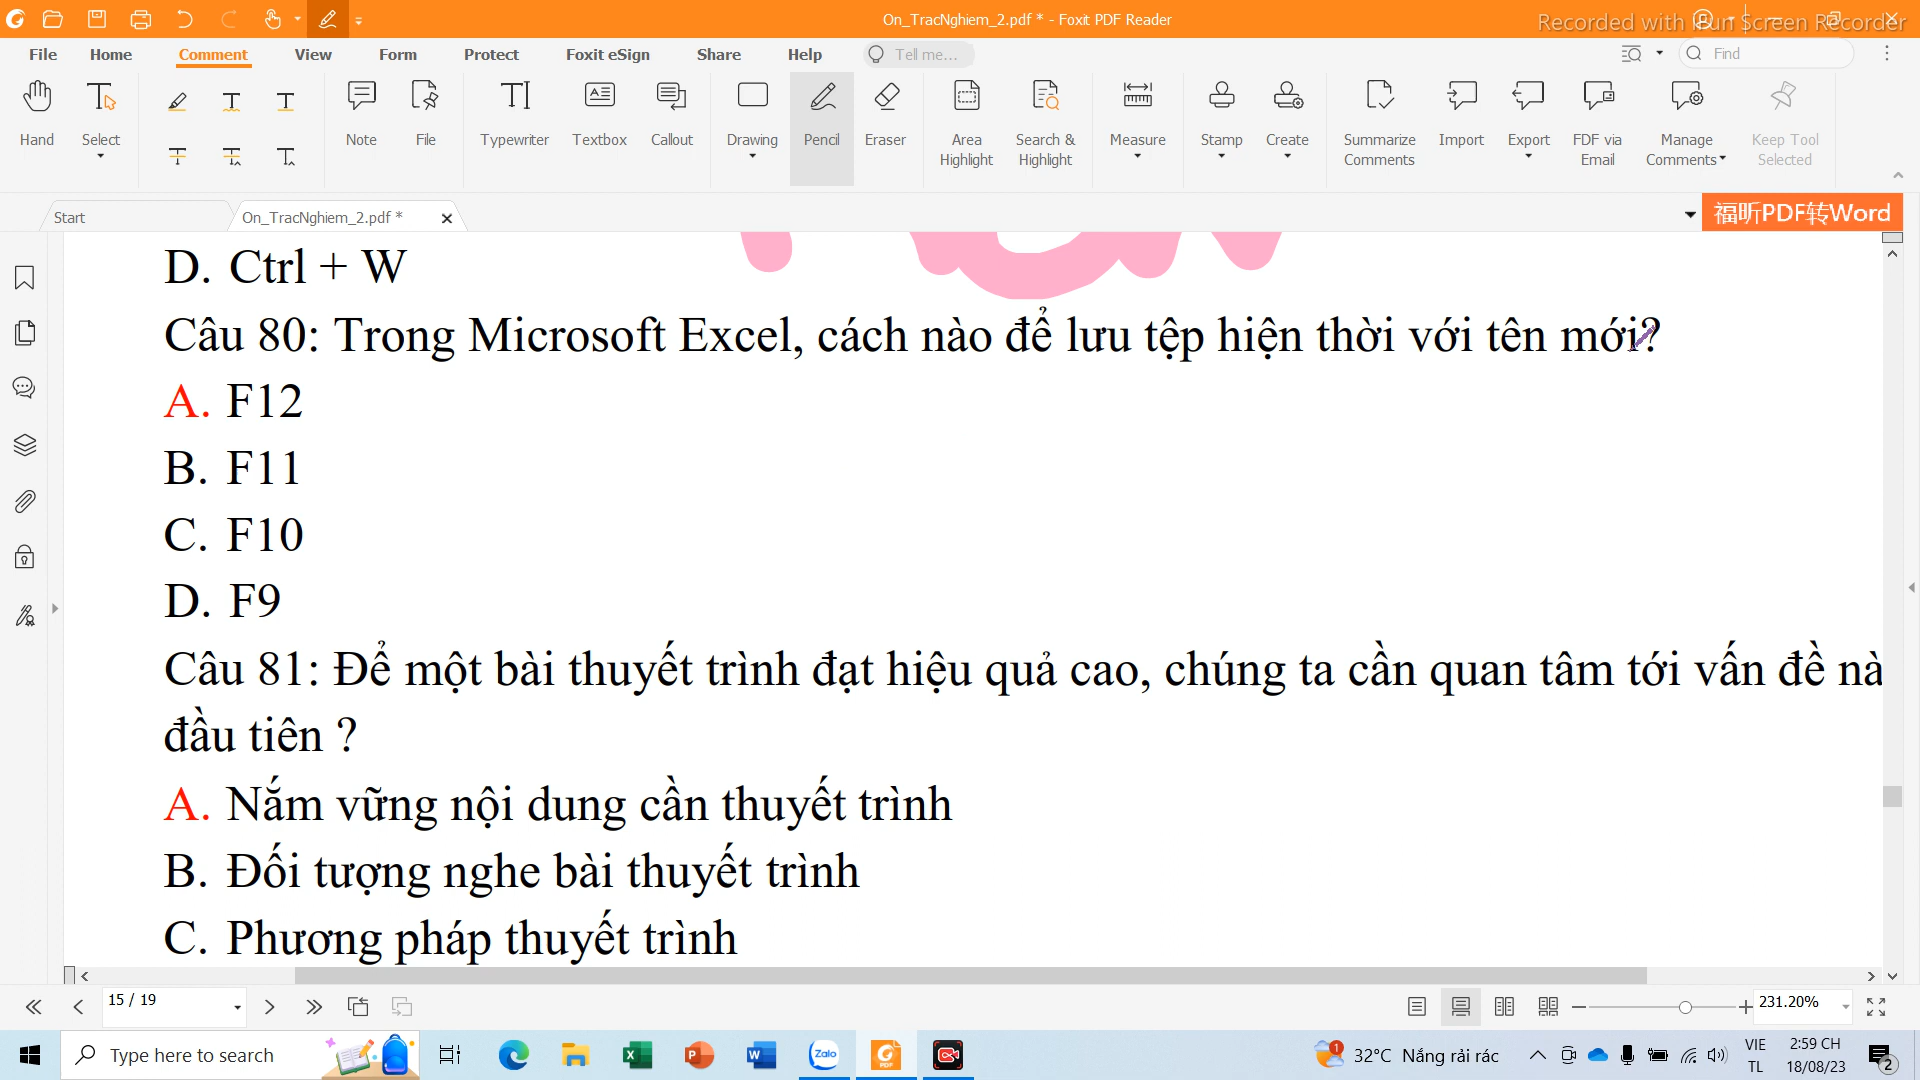 On_TracNghiem_2.pdf * - Foxit PDF Reader
Recorded with iFun Screen Recorder
File Home Comment View Form Protect Foxit eSign Share Help Tell me... Find
Hand Select Note File Typewriter Textbox Callout Drawing Pencil Eraser Area Highlight Search & Highlight Measure Stamp Create Summarize Comments Import Export FDF via Email Manage Comments Keep Tool Selected
Start On_TracNghiem_2.pdf * 福昕PDF转Word
D. Ctrl + W
Câu 80: Trong Microsoft Excel, cách nào để lưu tệp hiện thời với tên mới?
A. F12
B. F11
C. F10
D. F9
Câu 81: Để một bài thuyết trình đạt hiệu quả cao, chúng ta cần quan tâm tới vấn đề nà
đầu tiên ?
A. Nắm vững nội dung cần thuyết trình
B. Đối tượng nghe bài thuyết trình
C. Phương pháp thuyết trình
15 / 19 231.20%
Type here to search Zalo 1 32°C Nắng rải rác VIE 2:59 CH
TL 18/08/23 2